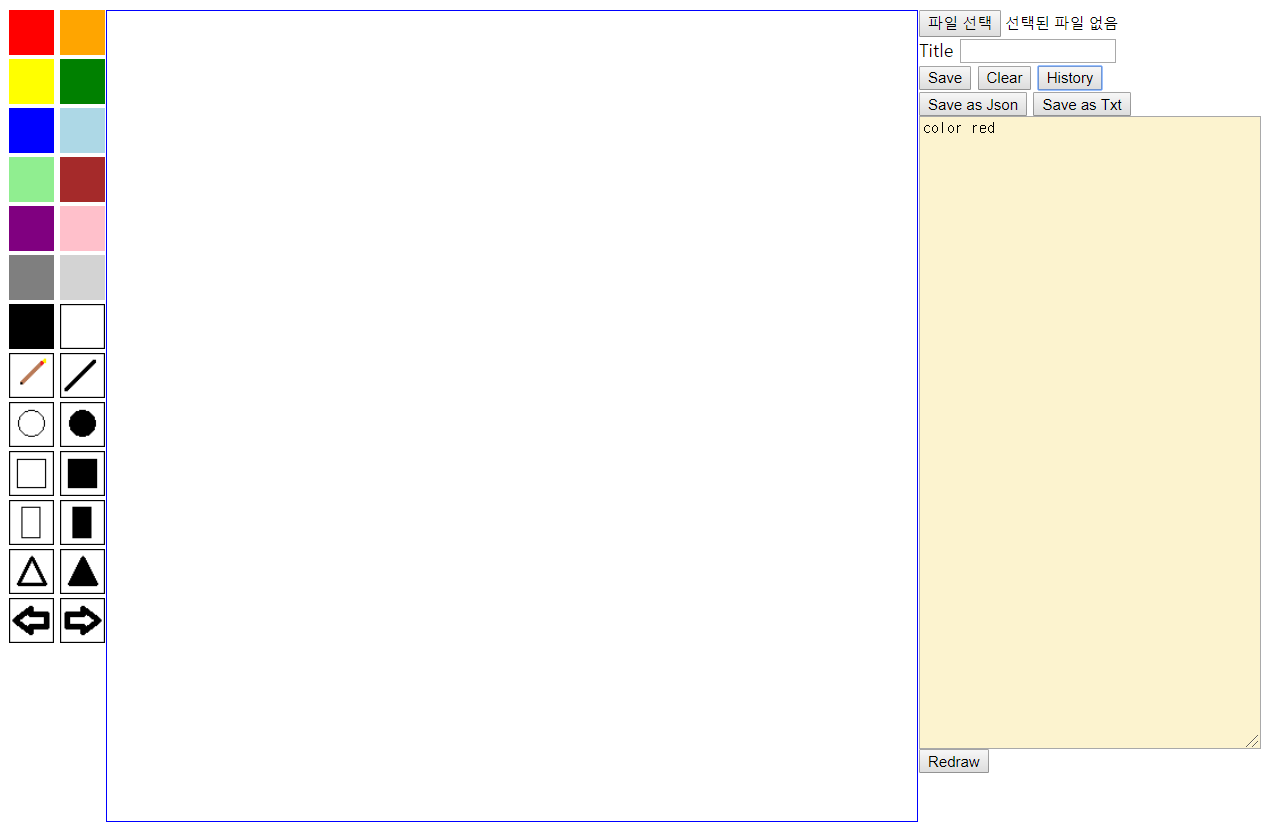 파일 선택 선택된 파일 없음
Title
Save Clear History
Save as Json Save as Txt
color red
Redraw